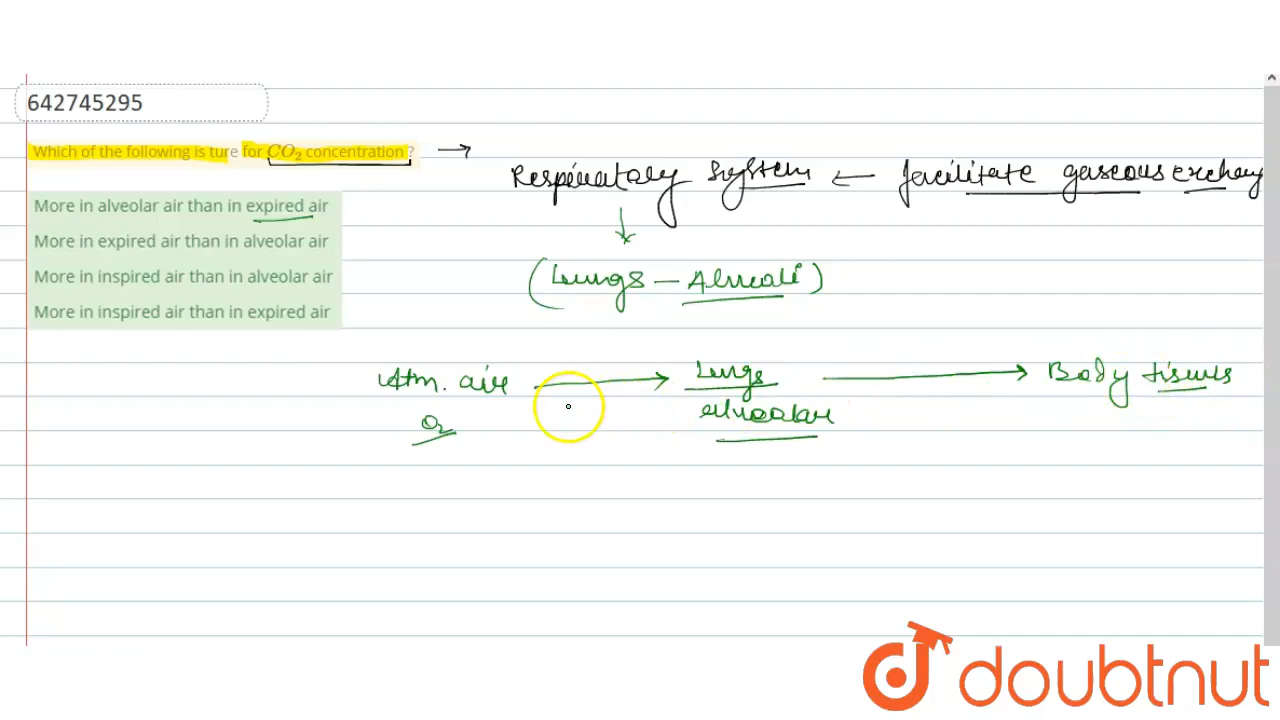 642745295
Which of the following is ture for CO₂ concentration ?
Respiratory System ← facilitate gaseous exchang
More in alveolar air than in expired air
More in expired air than in alveolar air
More in inspired air than in alveolar air
More in inspired air than in expired air
(Lungs – Alveoli)
Atm. air → Lungs → Body tissues
O₂ alveolar
doubtnut